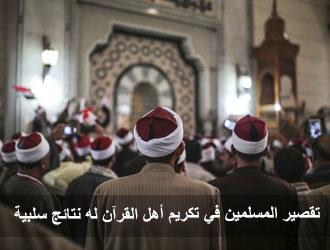 تقصير المسلمين في تكريم أهل القرآن له نتائج سلبية